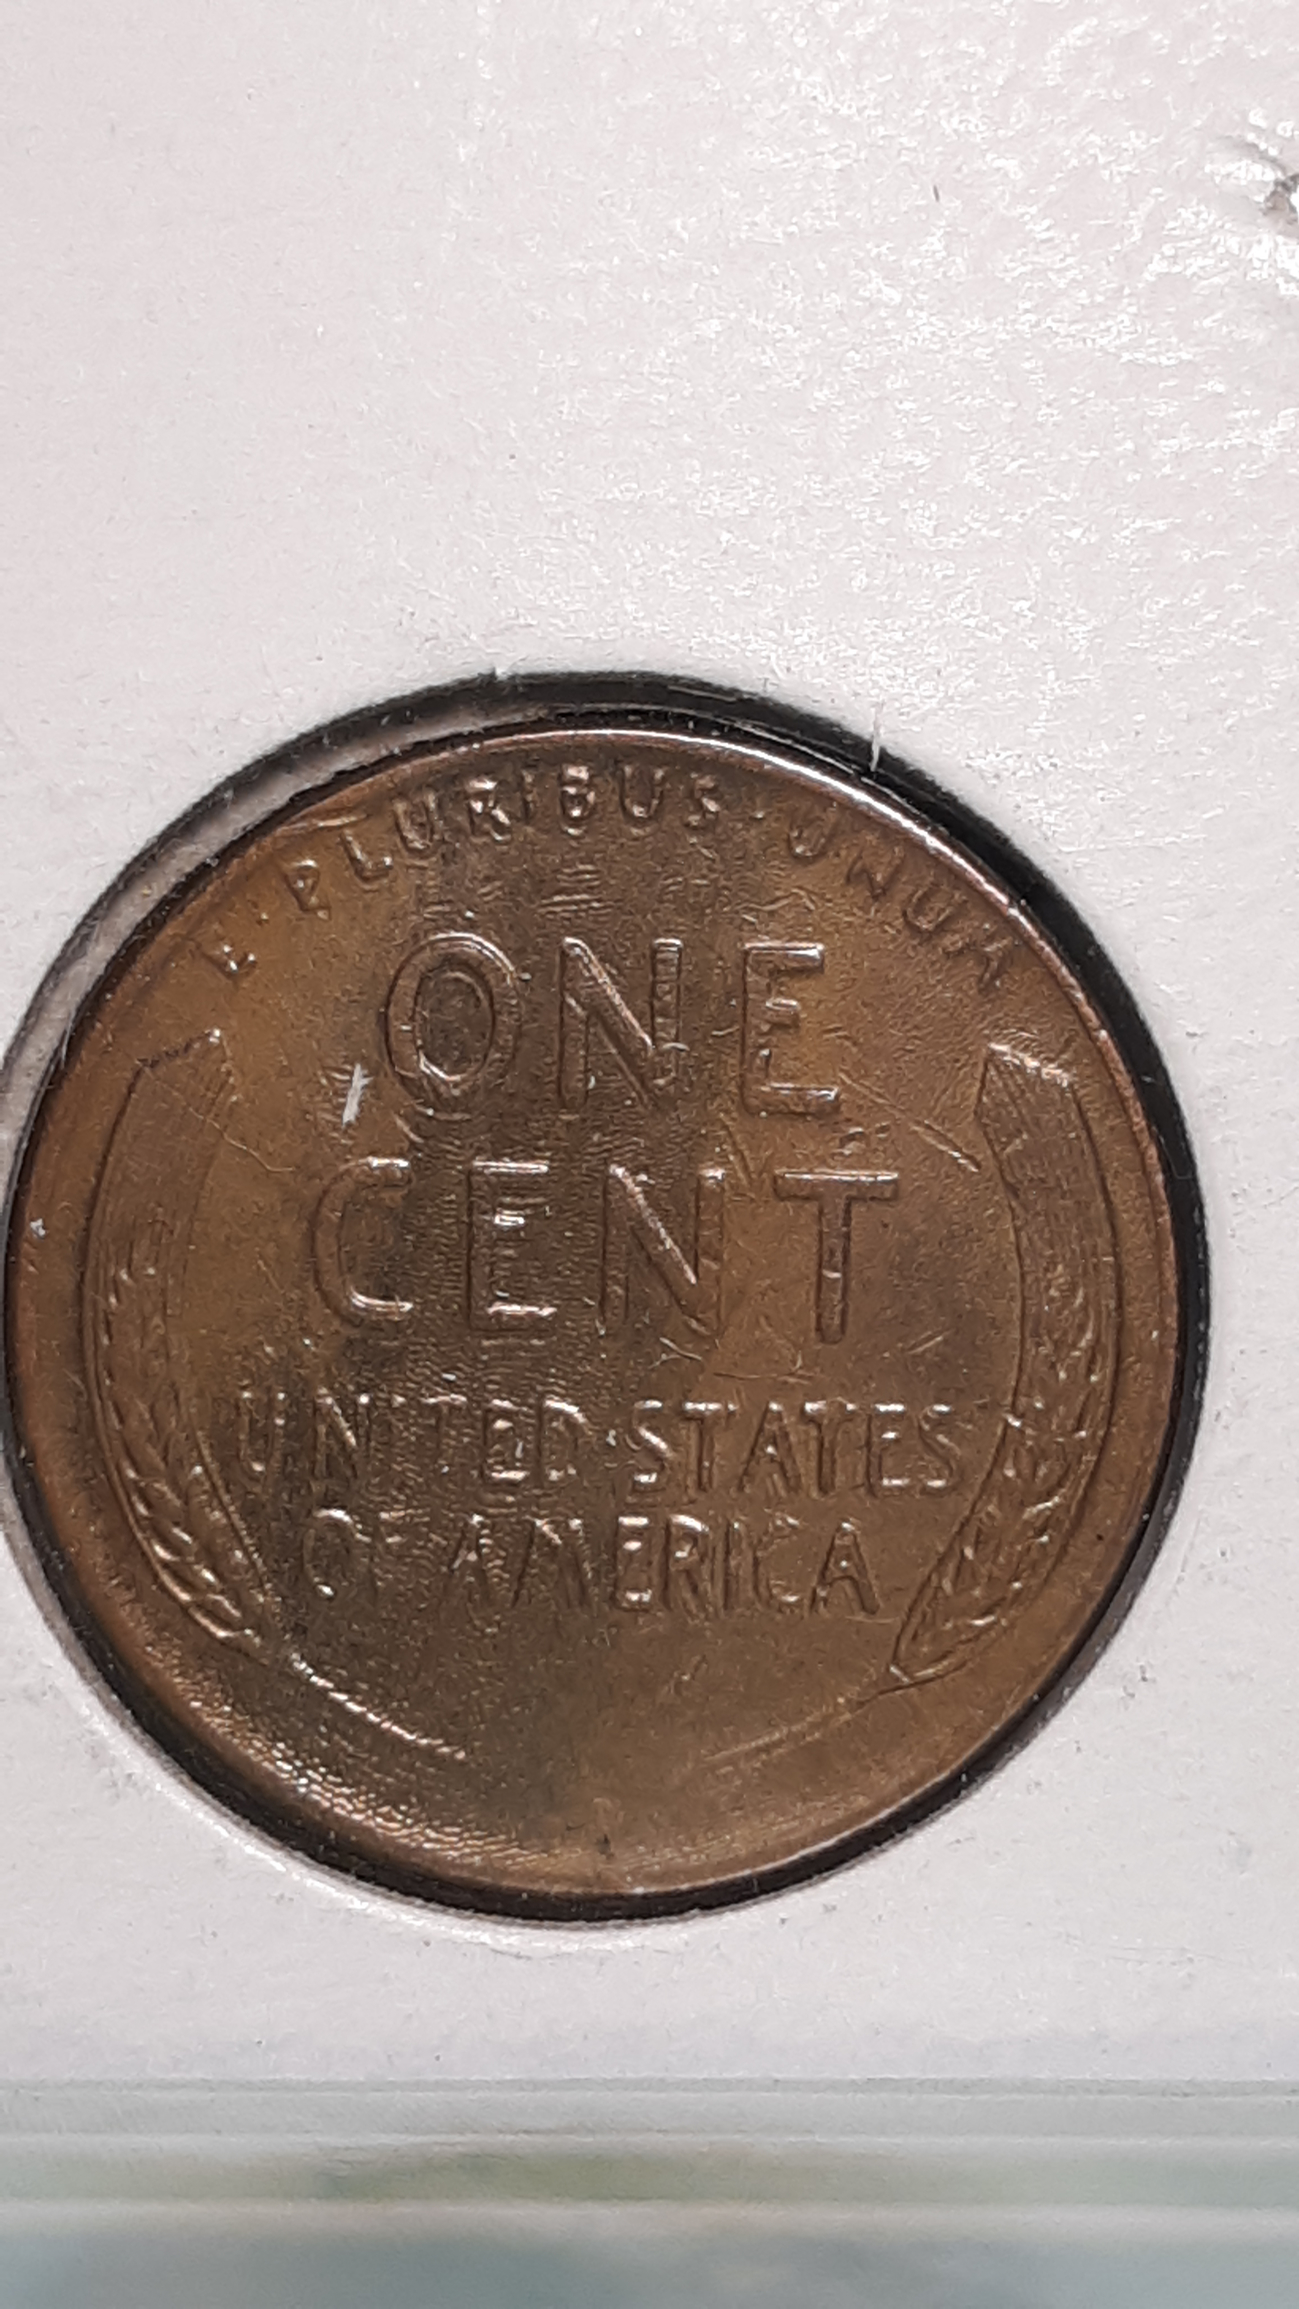 E·PLURIBUS·UNUM
ONE
CENT
UNITED·STATES
OF·AMERICA